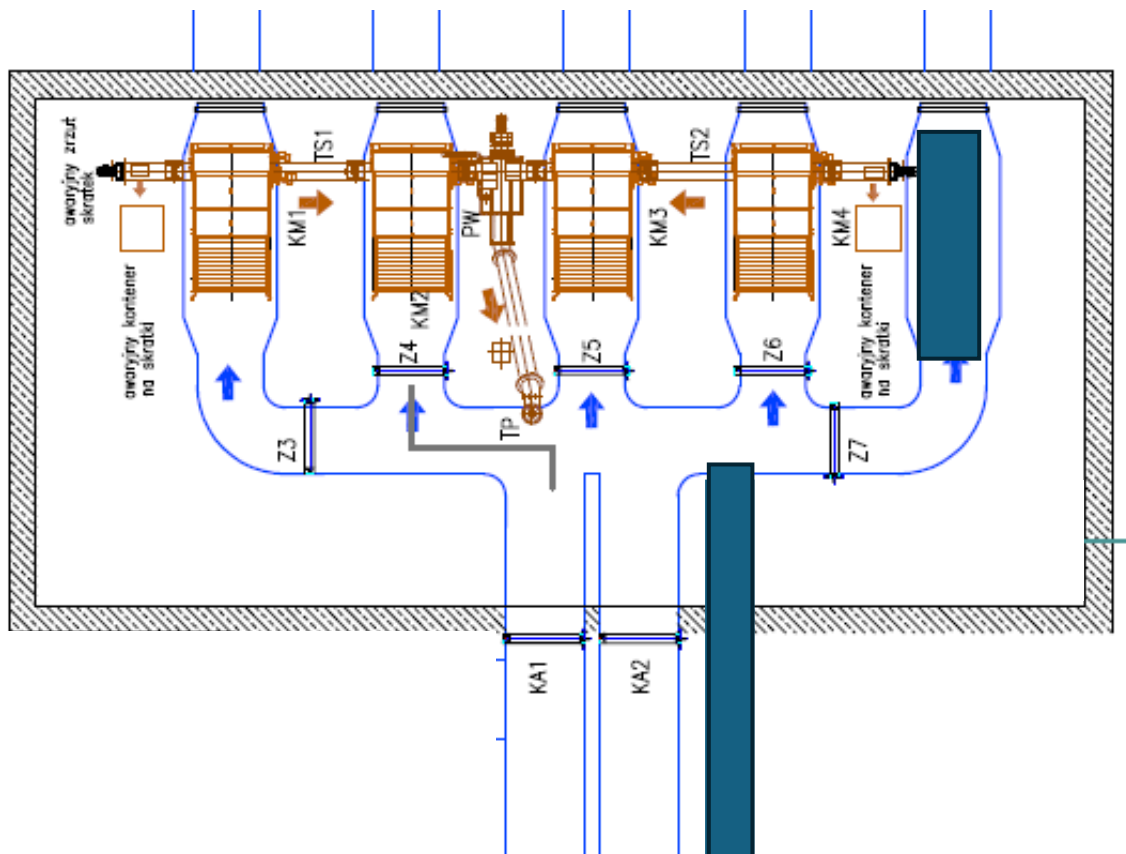 awaryjny zrzut
skratek
TS1
TS2
KM1
PW
KM3
KM4
awaryjny kontener
na skratki
KM2
Z4
Z5
Z6
awaryjny kontener
na skratki
Z3
TP
Z7
KA1
KA2